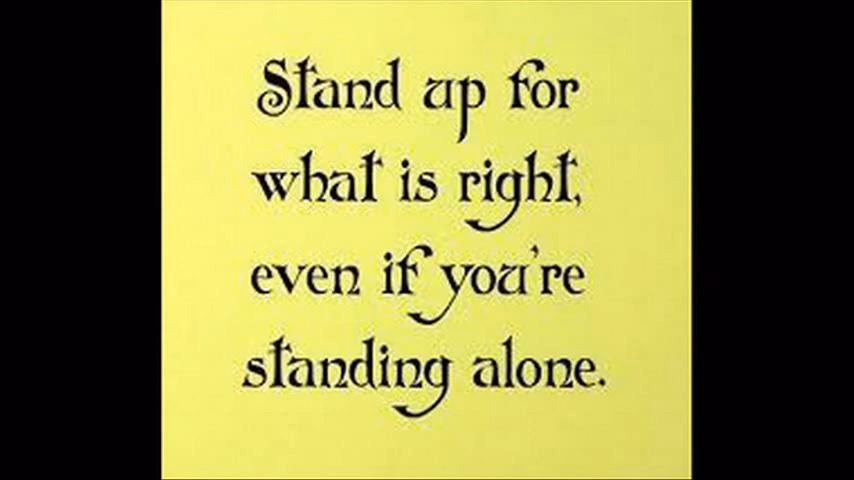 Stand up for
what is right,
even if you're
standing alone.